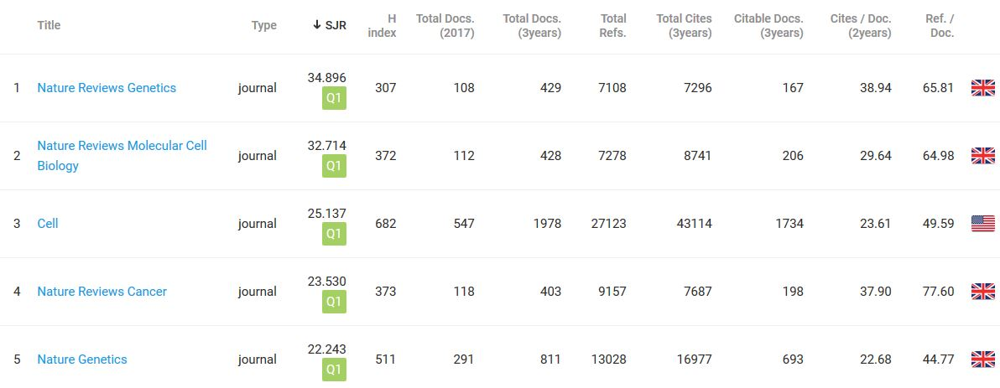 Title Type ↓ SJR H index Total Docs. (2017) Total Docs. (3years) Total Refs. Total Cites (3years) Citable Docs. (3years) Cites / Doc. (2years) Ref. / Doc.
1 Nature Reviews Genetics journal 34.896 Q1 307 108 429 7108 7296 167 38.94 65.81
2 Nature Reviews Molecular Cell Biology journal 32.714 Q1 372 112 428 7278 8741 206 29.64 64.98
3 Cell journal 25.137 Q1 682 547 1978 27123 43114 1734 23.61 49.59
4 Nature Reviews Cancer journal 23.530 Q1 373 118 403 9157 7687 198 37.90 77.60
5 Nature Genetics journal 22.243 Q1 511 291 811 13028 16977 693 22.68 44.77